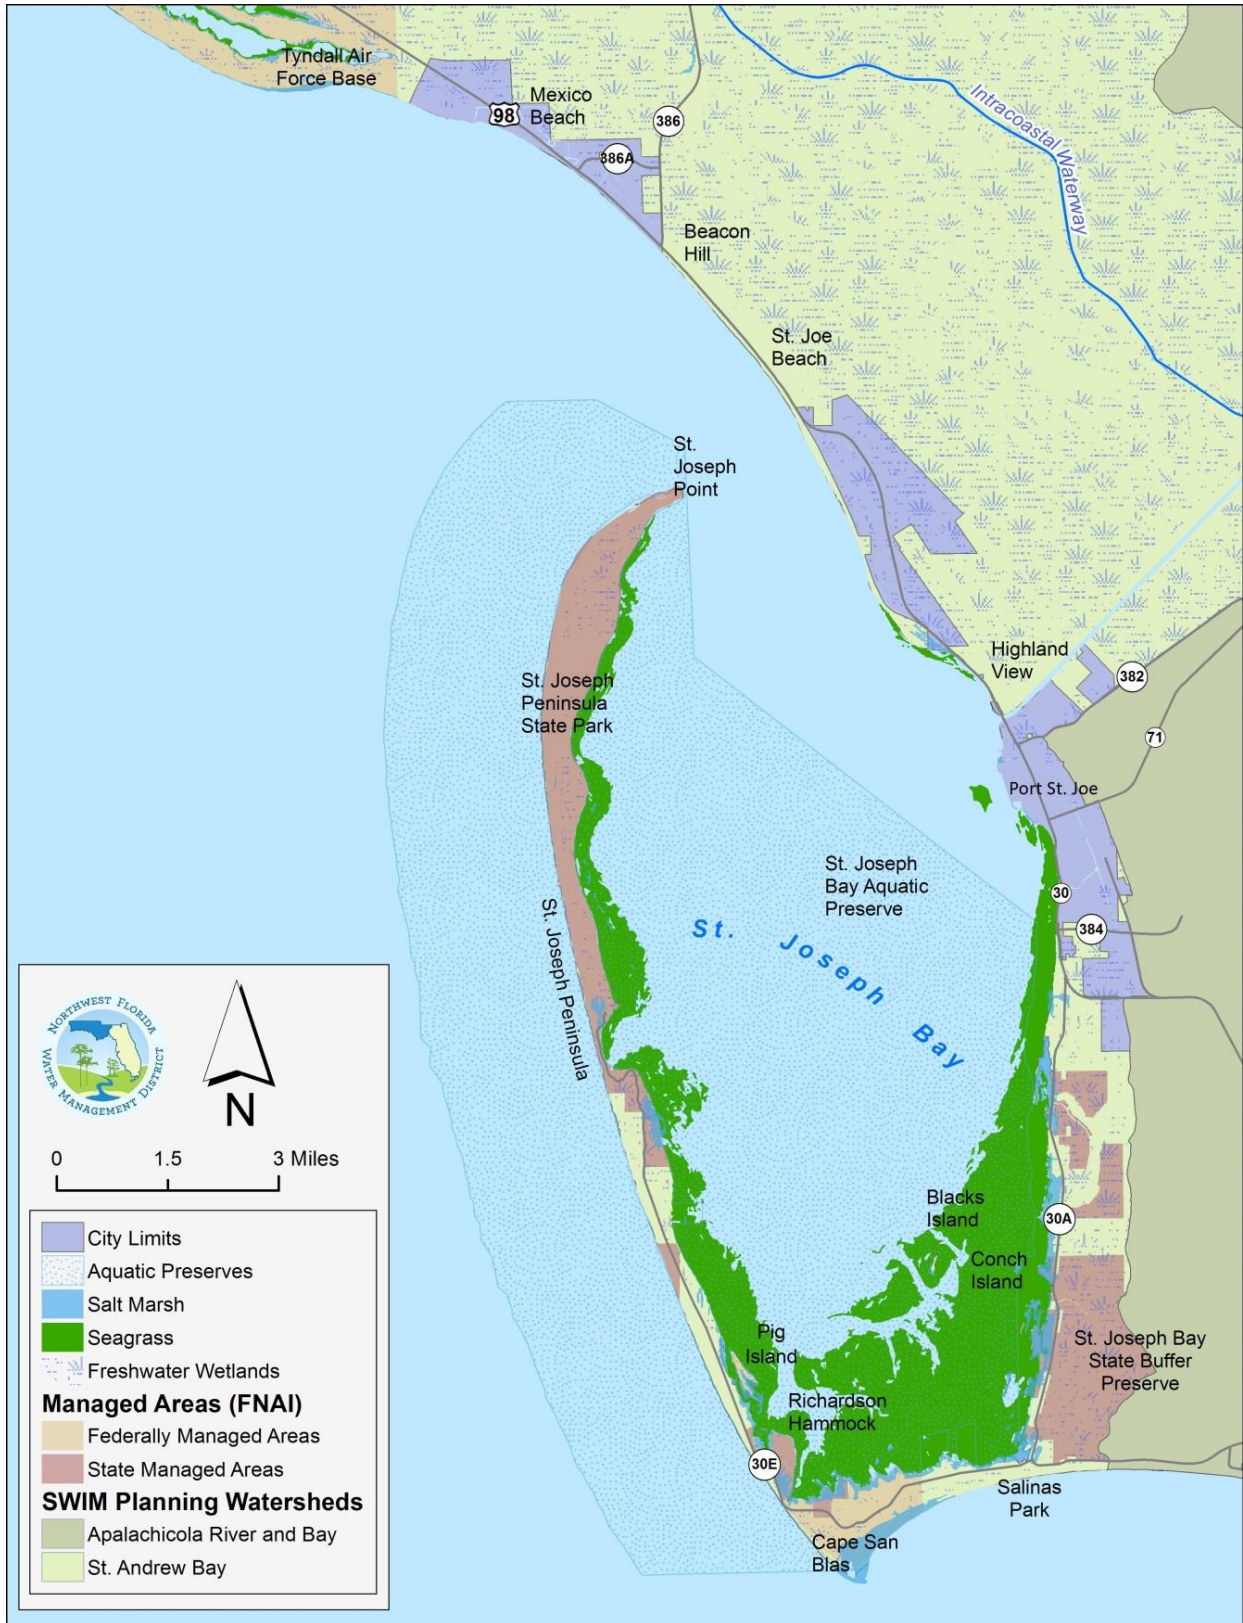 Tyndall Air
Force Base
Mexico
Beach
98
386
386A
Intracoastal Waterway
Beacon
Hill
St. Joe
Beach
St.
Joseph
Point
Highland
View
382
St. Joseph
Peninsula
State Park
71
Port St. Joe
St. Joseph
Bay Aquatic
Preserve
30
384
St. Joseph Bay
St. Joseph Peninsula
Blacks
Island
30A
Conch
Island
Pig
Island
St. Joseph Bay
State Buffer
Preserve
Richardson
Hammock
30E
Salinas
Park
Cape San
Blas
NORTHWEST FLORIDA
WATER MANAGEMENT DISTRICT
N
0 1.5 3 Miles
City Limits
Aquatic Preserves
Salt Marsh
Seagrass
Freshwater Wetlands
Managed Areas (FNAI)
Federally Managed Areas
State Managed Areas
SWIM Planning Watersheds
Apalachicola River and Bay
St. Andrew Bay